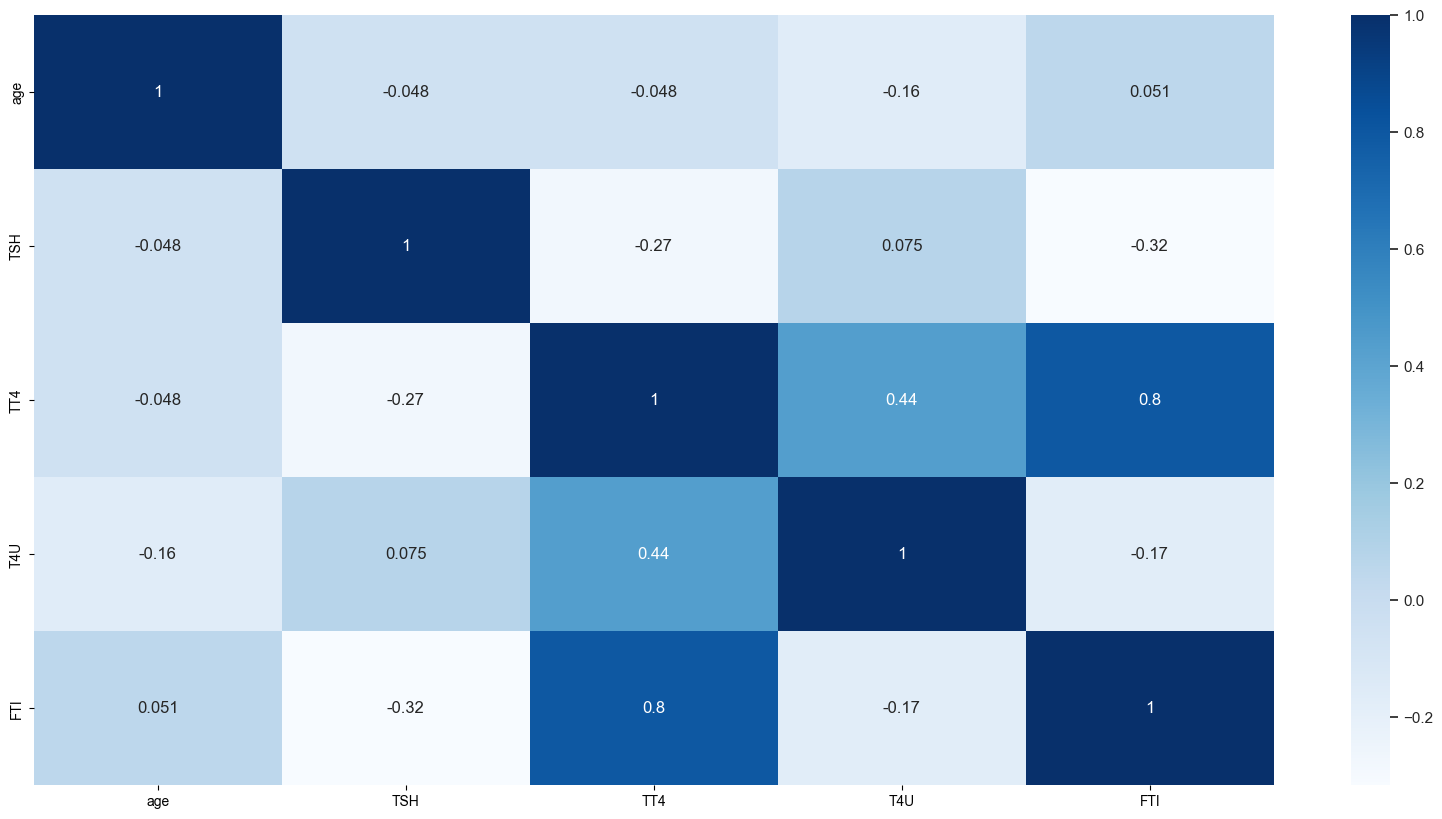 age 1 -0.048 -0.048 -0.16 0.051
TSH -0.048 1 -0.27 0.075 -0.32
TT4 -0.048 -0.27 1 0.44 0.8
T4U -0.16 0.075 0.44 1 -0.17
FTI 0.051 -0.32 0.8 -0.17 1
age TSH TT4 T4U FTI
1.0
0.8
0.6
0.4
0.2
0.0
−0.2